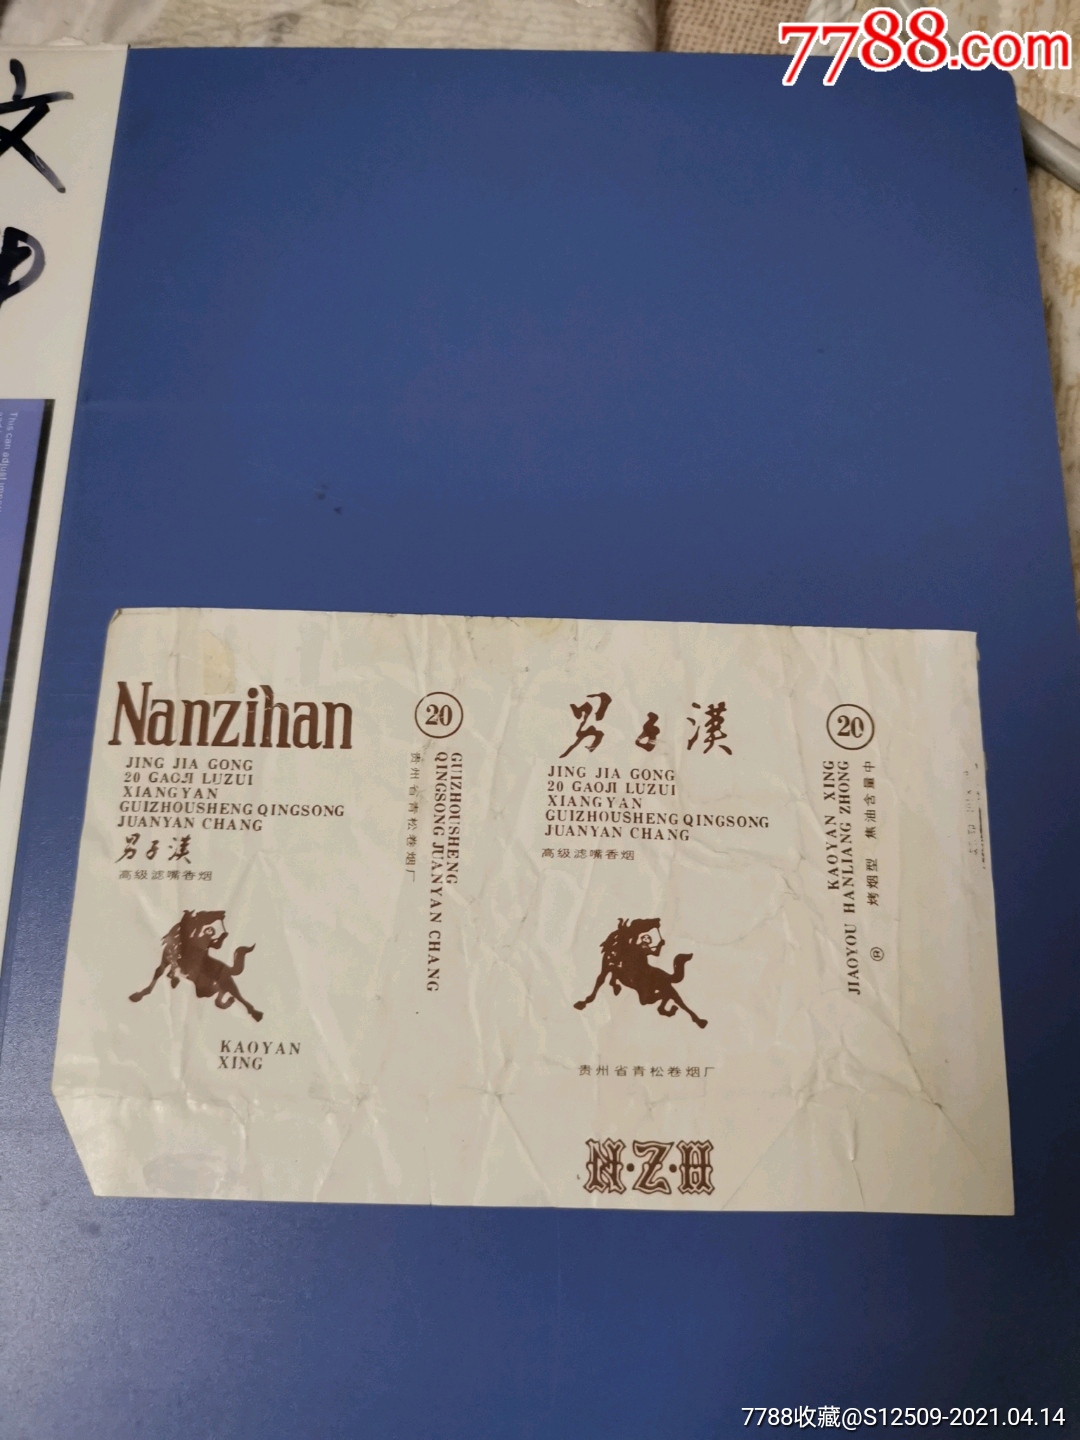 7788.com
文
This can adjust
Nanzihan
JING JIA GONG
20 GAOJI LUZUI
XIANGYAN
GUIZHOUSHENG QINGSONG
JUANYAN CHANG
男子漢
高级滤嘴香烟
KAOYAN
XING
20
贵州省青松卷烟厂
GUIZHOUSHENG
QINGSONG JUANYAN CHANG
男子漢
JING JIA GONG
20 GAOJI LUZUI
XIANGYAN
GUIZHOUSHENG QINGSONG
JUANYAN CHANG
高级滤嘴香烟
贵州省青松卷烟厂
N·Z·H
20
KAOYAN XING
JIAOYOU HANLIANG ZHONG
烤烟型 焦油含量中
®
7788收藏@S12509-2021.04.14